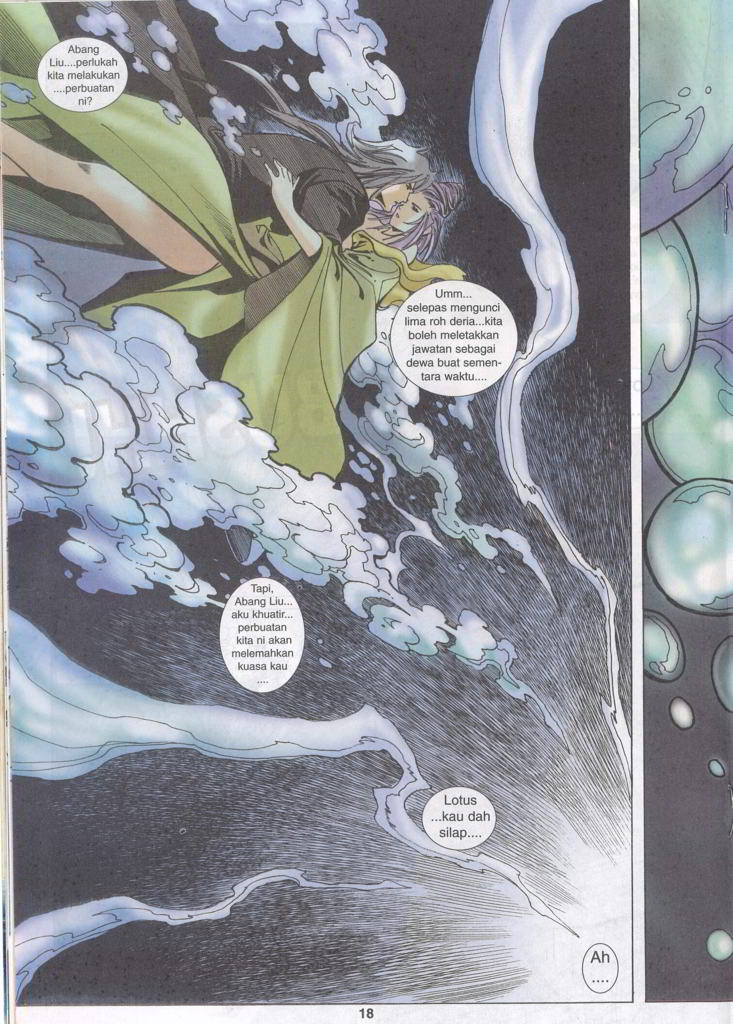 Abang
Liu....perlukah
kita melakukan
....perbuatan
ni?
Umm...
selepas mengunci
lima roh deria...kita
boleh meletakkan
jawatan sebagai
dewa buat semen-
tara waktu....
Tapi,
Abang Liu...
aku khuatir...
perbuatan
kita ni akan
melemahkan
kuasa kau
....
Lotus
...kau dah
silap....
Ah
....
18